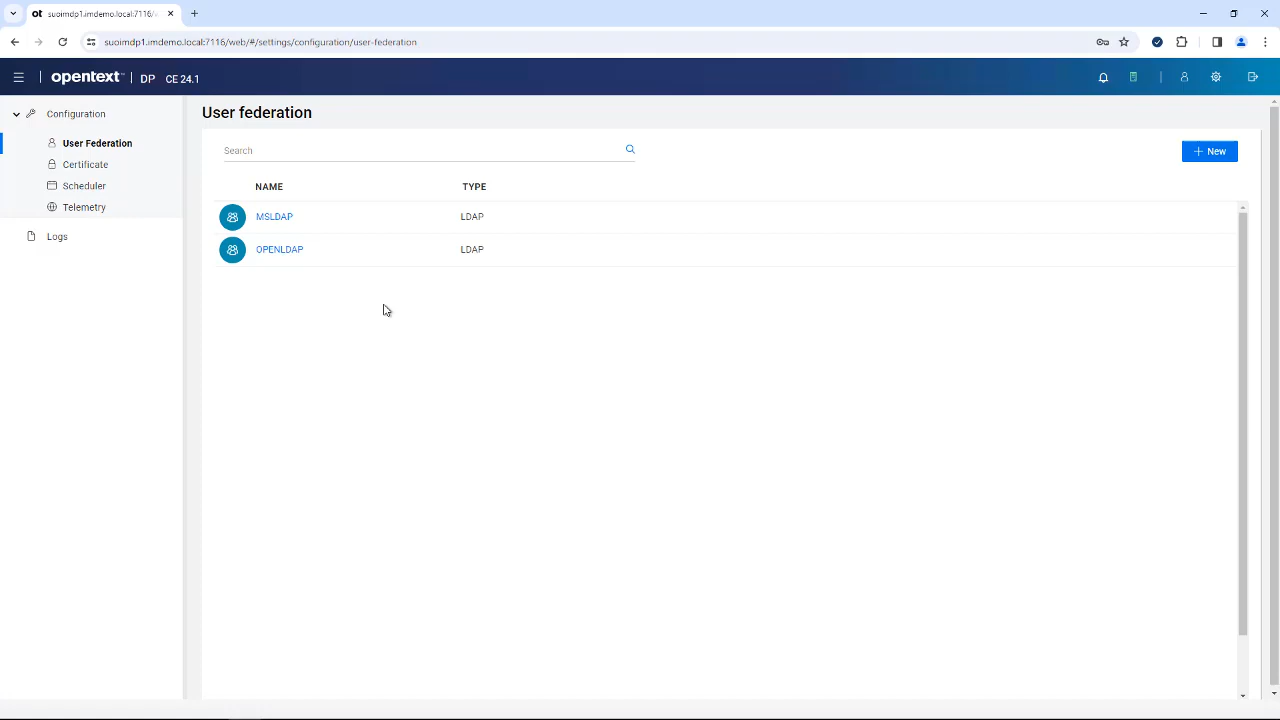 ot suoimdp1.imdemo.local:7116/w
suoimdp1.imdemo.local:7116/web/#/settings/configuration/user-federation
opentext™ | DP CE 24.1
Configuration
User Federation
Certificate
Scheduler
Telemetry
Logs
User federation
Search
New
NAME TYPE
MSLDAP LDAP
OPENLDAP LDAP